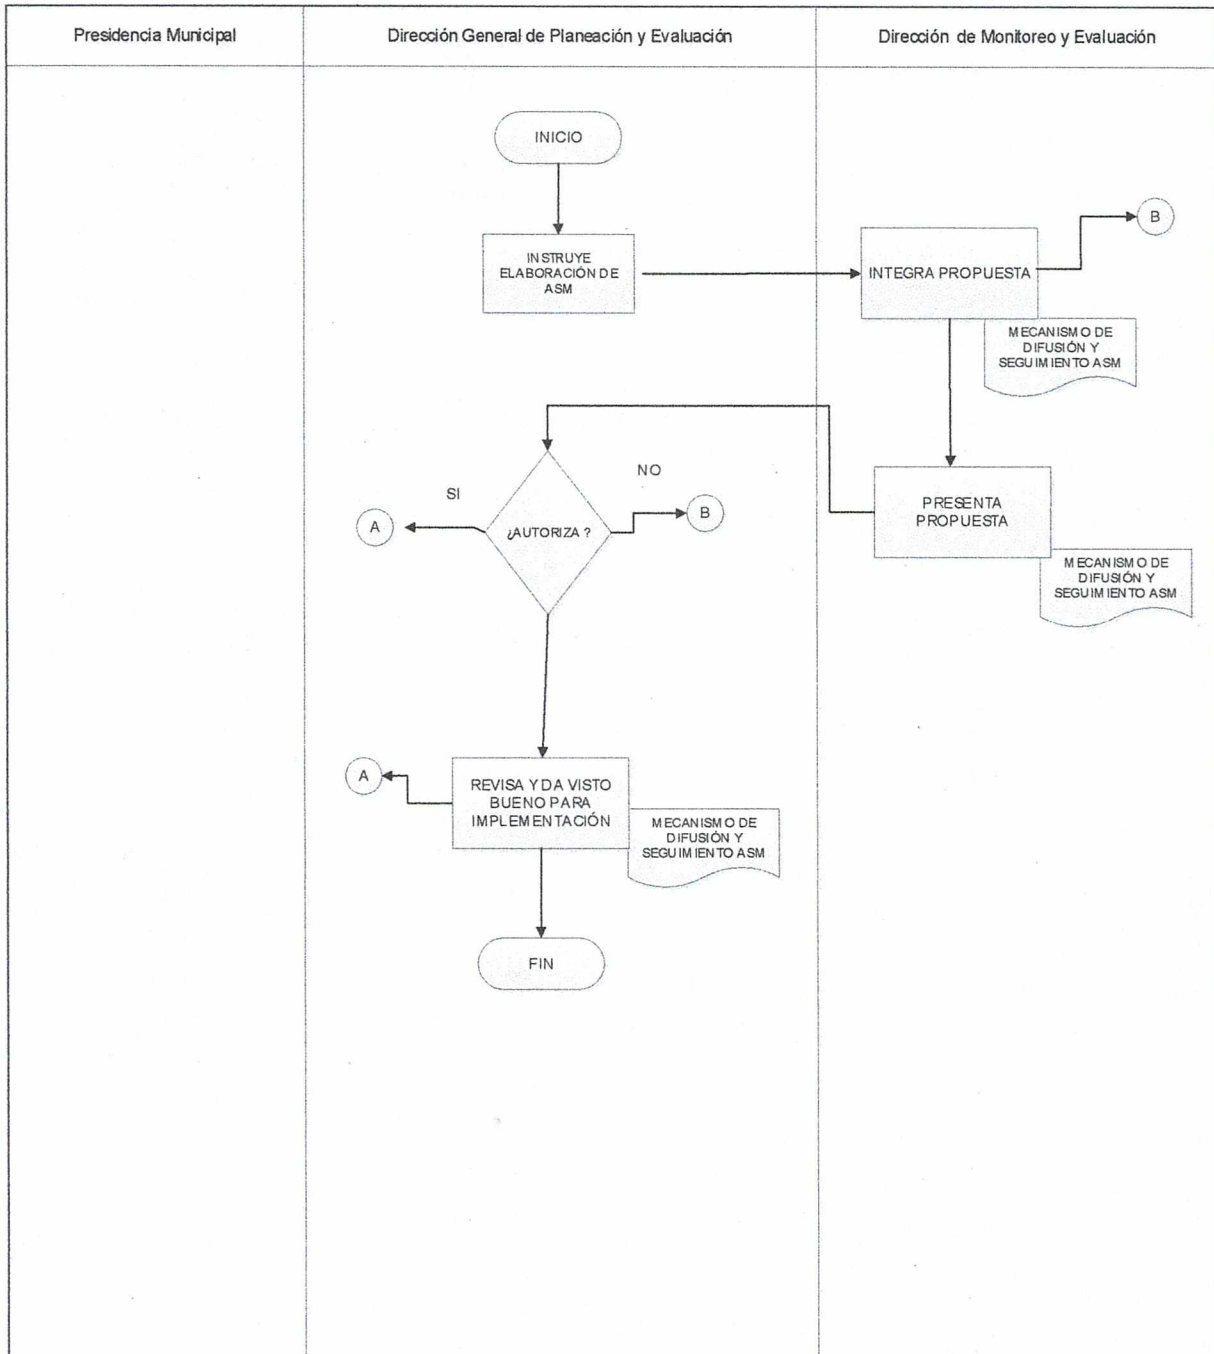 Presidencia Municipal
Dirección General de Planeación y Evaluación
Dirección de Monitoreo y Evaluación
INICIO
INSTRUYE
ELABORACIÓN DE
ASM
INTEGRA PROPUESTA
B
MECANISMO DE
DIFUSIÓN Y
SEGUIMIENTO ASM
PRESENTA
PROPUESTA
MECANISMO DE
DIFUSIÓN Y
SEGUIMIENTO ASM
¿AUTORIZA ?
SI
A
NO
B
REVISA Y DA VISTO
BUENO PARA
IMPLEMENTACIÓN
A
MECANISMO DE
DIFUSIÓN Y
SEGUIMIENTO ASM
FIN